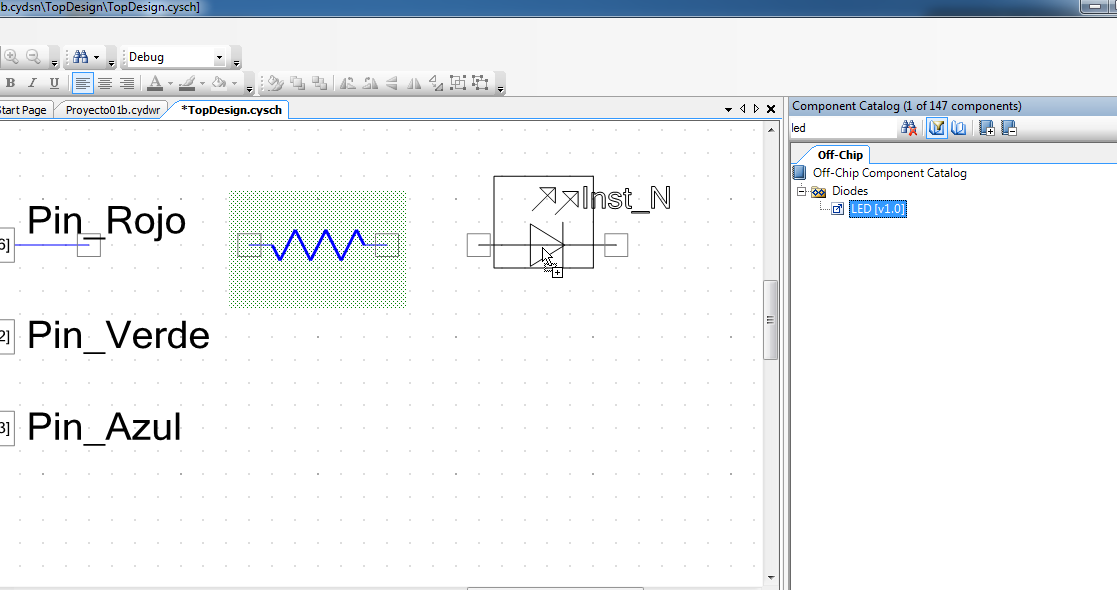 b.cydsn\TopDesign\TopDesign.cysch]
Debug
B I U A
Start Page
Proyecto01b.cydwr
*TopDesign.cysch
Component Catalog (1 of 147 components)
led
Off-Chip
Off-Chip Component Catalog
Diodes
LED [v1.0]
Inst_N
Pin_Rojo
6]
2]
Pin_Verde
3]
Pin_Azul